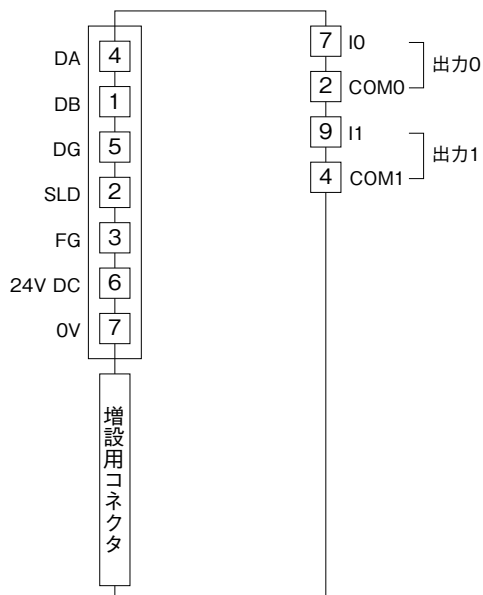 DA 4
DB 1
DG 5
SLD 2
FG 3
24V DC 6
0V 7
増設用コネクタ
7 I0
2 COM0
出力0
9 I1
4 COM1
出力1